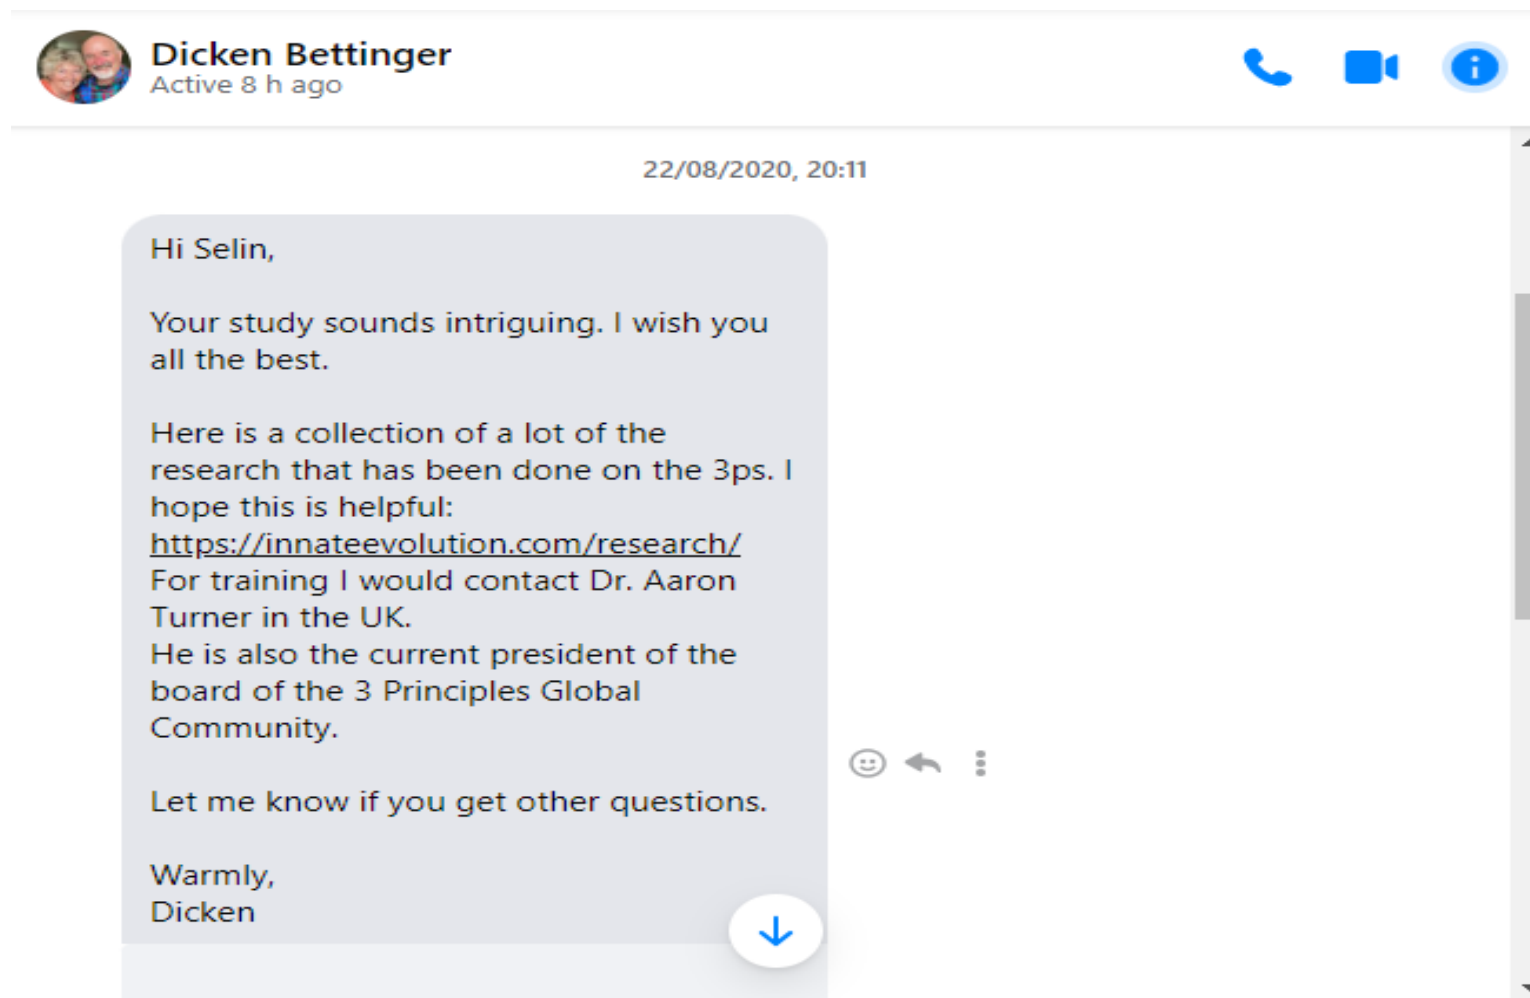 Dicken Bettinger
Active 8 h ago
22/08/2020, 20:11
Hi Selin,
Your study sounds intriguing. I wish you
all the best.
Here is a collection of a lot of the
research that has been done on the 3ps. I
hope this is helpful:
https://innateevolution.com/research/
For training I would contact Dr. Aaron
Turner in the UK.
He is also the current president of the
board of the 3 Principles Global
Community.
Let me know if you get other questions.
Warmly,
Dicken